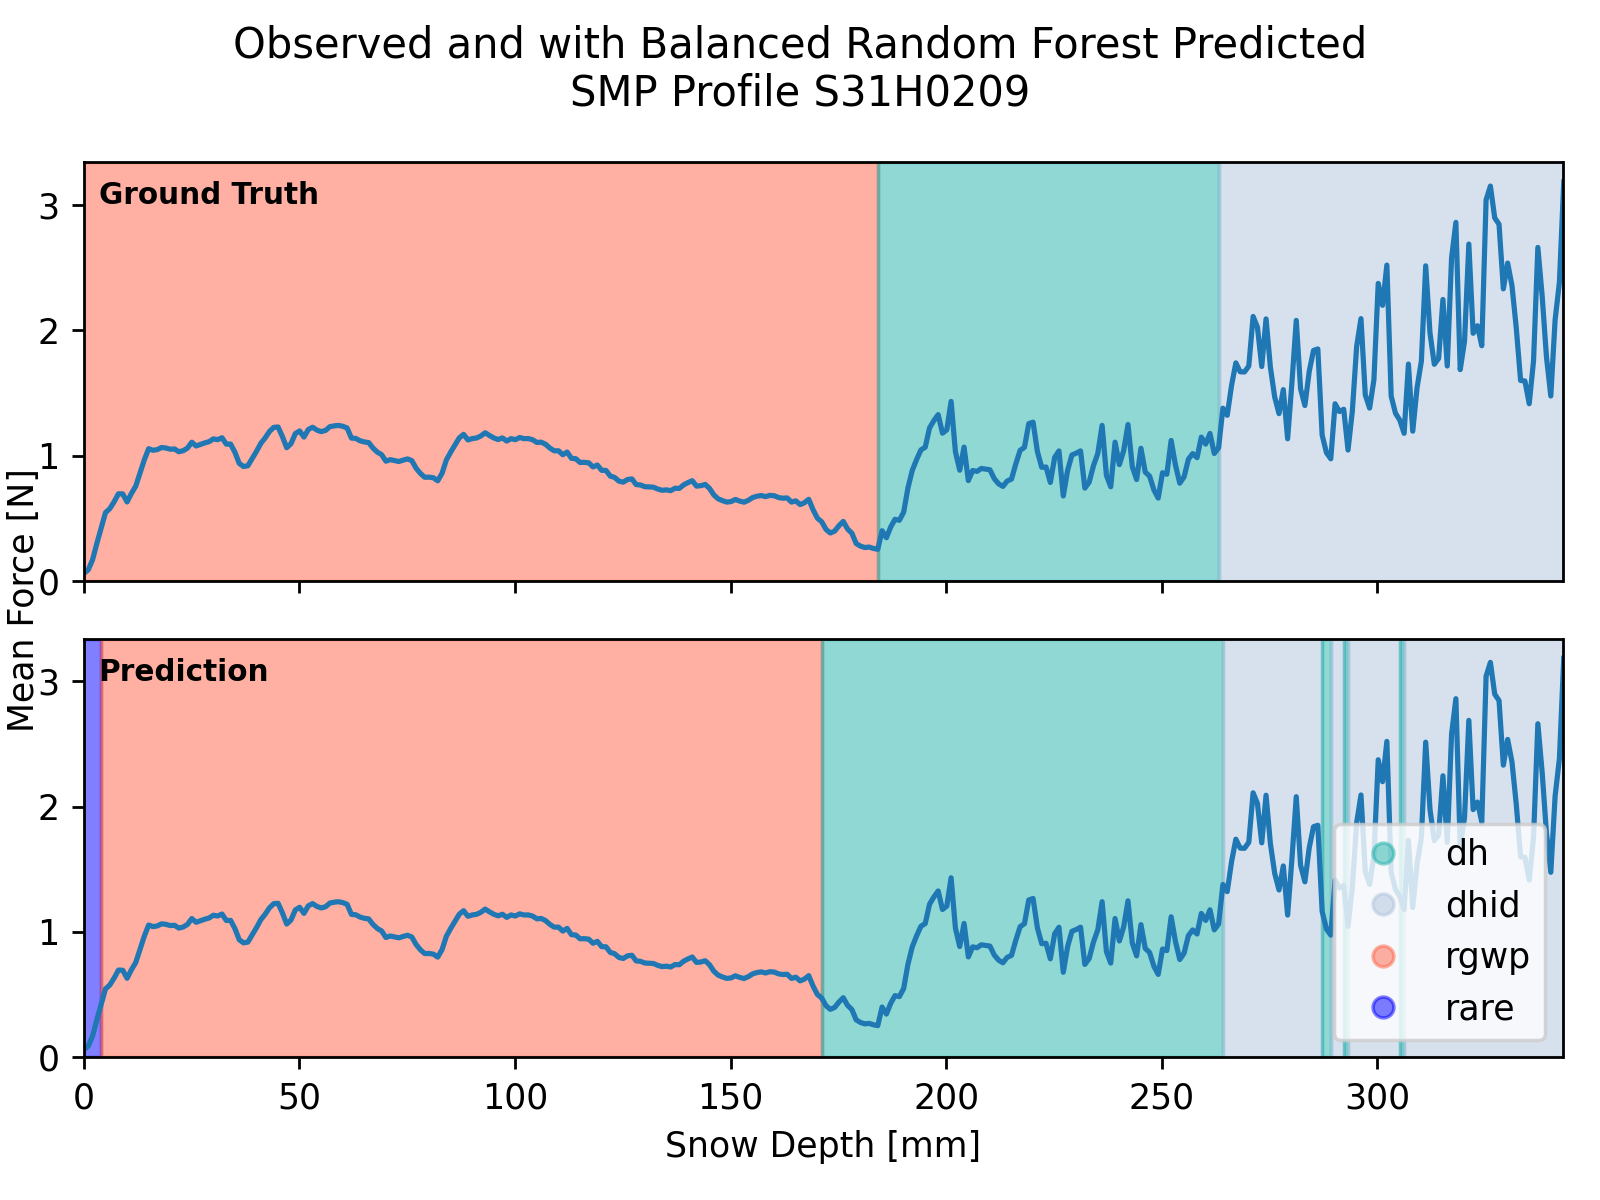 Observed and with Balanced Random Forest Predicted
SMP Profile S31H0209
Ground Truth
3
2
1
0
Mean Force [N]
Prediction
3
2
1
0
dh
dhid
rgwp
rare
0 50 100 150 200 250 300
Snow Depth [mm]